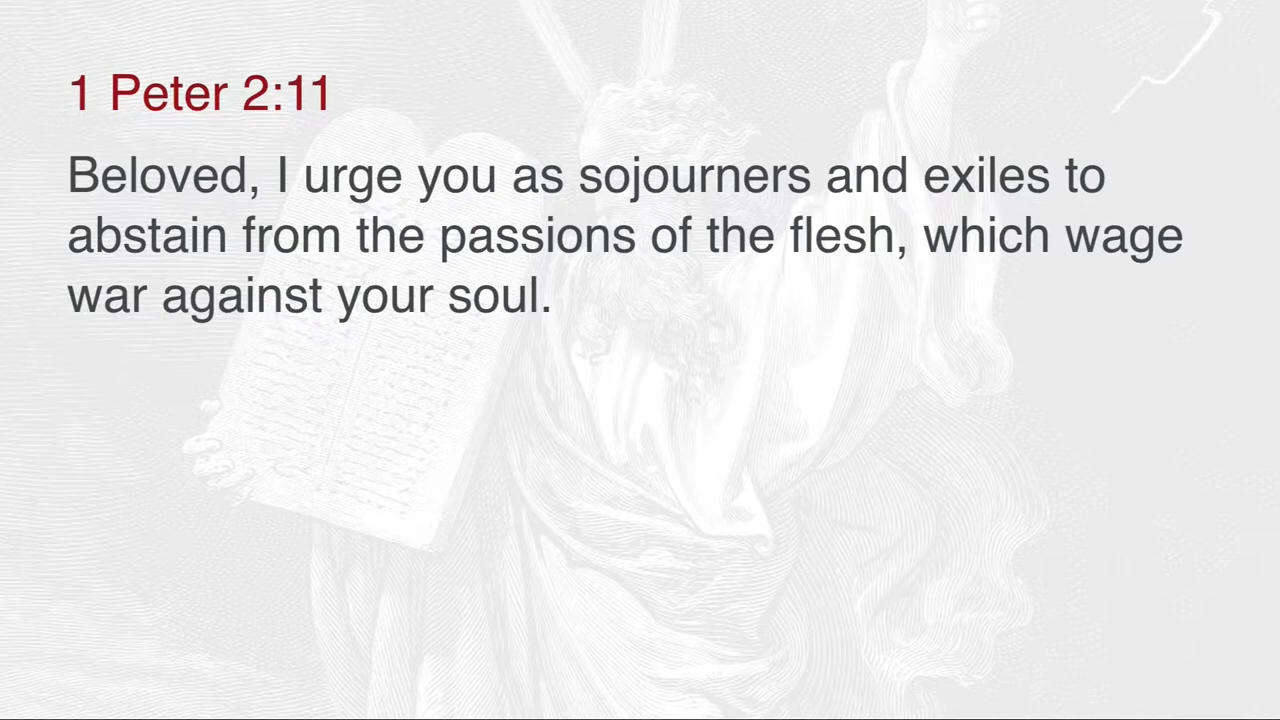 1 Peter 2:11
Beloved, I urge you as sojourners and exiles to
abstain from the passions of the flesh, which wage
war against your soul.